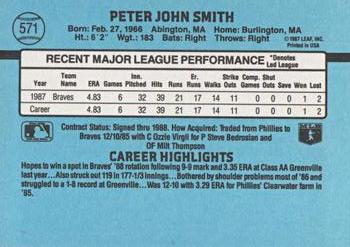 571
PETER JOHN SMITH
Born: Feb. 27, 1966 Abington, MA Home: Burlington, MA
Ht: 6'2" Wgt: 183 Bats: Right Throws: Right
© 1987 LEAF, INC.
Printed in USA
RECENT MAJOR LEAGUE PERFORMANCE *Denotes Led League
Year Team Name ERA Games Inn. Pitched Hits Runs Er. Runs Walks Strike Outs Comp. Games Shut Outs Save Won Lost
1987 Braves 4.83 6 32 39 21 17 14 11 0 0 0 1 2
Career 4.83 6 32 39 21 17 14 11 0 0 0 1 2
Contract Status: Signed thru 1988. How Acquired: Traded from Phillies to
Braves 12/10/85 with C Ozzie Virgil for P Steve Bedrosian and
OF Milt Thompson
CAREER HIGHLIGHTS
Hopes to win a spot in Braves' '88 rotation following 9-9 mark and 3.35 ERA at Class AA Greenville
last year...Also struck out 119 in 177-1/3 innings...Bothered by shoulder problems most of '86 and
struggled to a 1-8 record at Greenville...Was 12-10 with 3.29 ERA for Phillies' Clearwater farm in
'85.